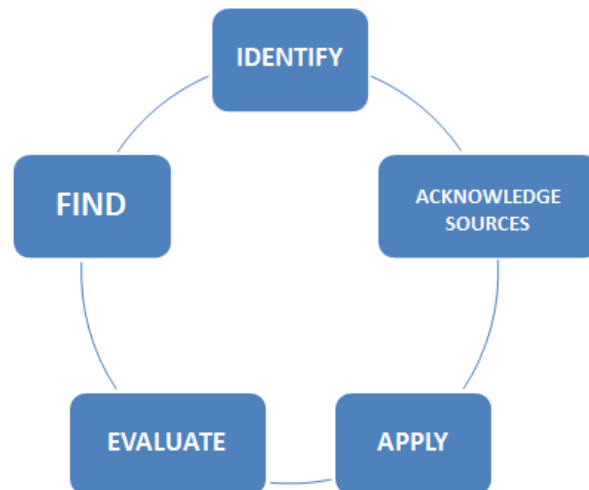 IDENTIFY
FIND
ACKNOWLEDGE
SOURCES
EVALUATE
APPLY